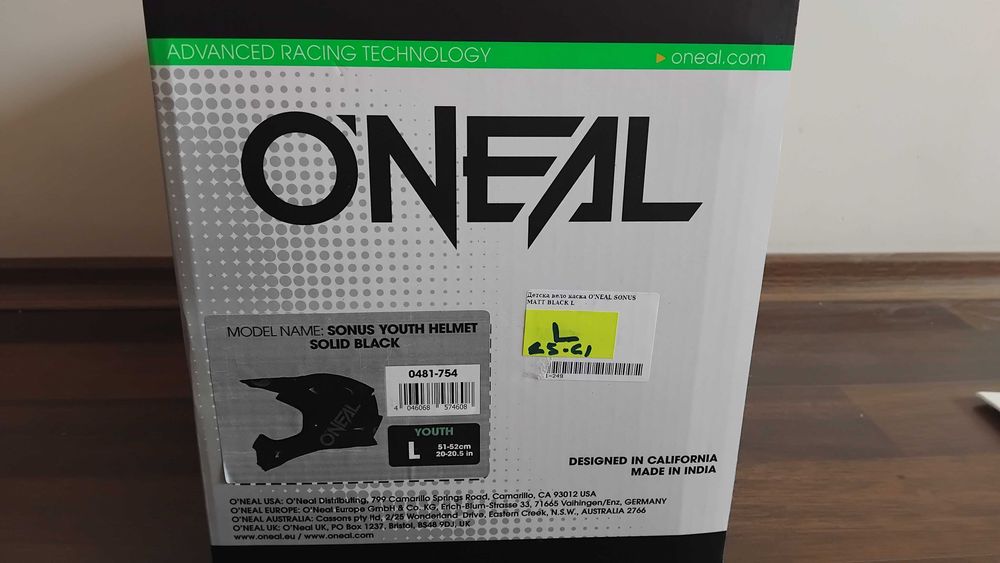 ADVANCED RACING TECHNOLOGY
oneal.com
O'NEAL
Детска вело каска O'NEAL SONUS
MATT BLACK L
L
1-249
MODEL NAME: SONUS YOUTH HELMET
SOLID BLACK
0481-754
4 046068 574608
O'NEAL
YOUTH
L
51-52cm
20-20.5 in
DESIGNED IN CALIFORNIA
MADE IN INDIA
O'NEAL USA: O'Neal Distributing, 799 Camarillo Springs Road, Camarillo, CA 93012 USA
O'NEAL EUROPE: O'Neal Europe GmbH & Co. KG, Erich-Blum-Strasse 33, 71665 Vaihingen/Enz, GERMANY
O'NEAL AUSTRALIA: Cassons pty ltd, 2/25 Wonderland Drive, Eastern Creek, N.S.W., AUSTRALIA 2766
O'NEAL UK: O'Neal UK, PO Box 1237, Bristol, BS48 9DJ, UK
www.oneal.eu / www.oneal.com